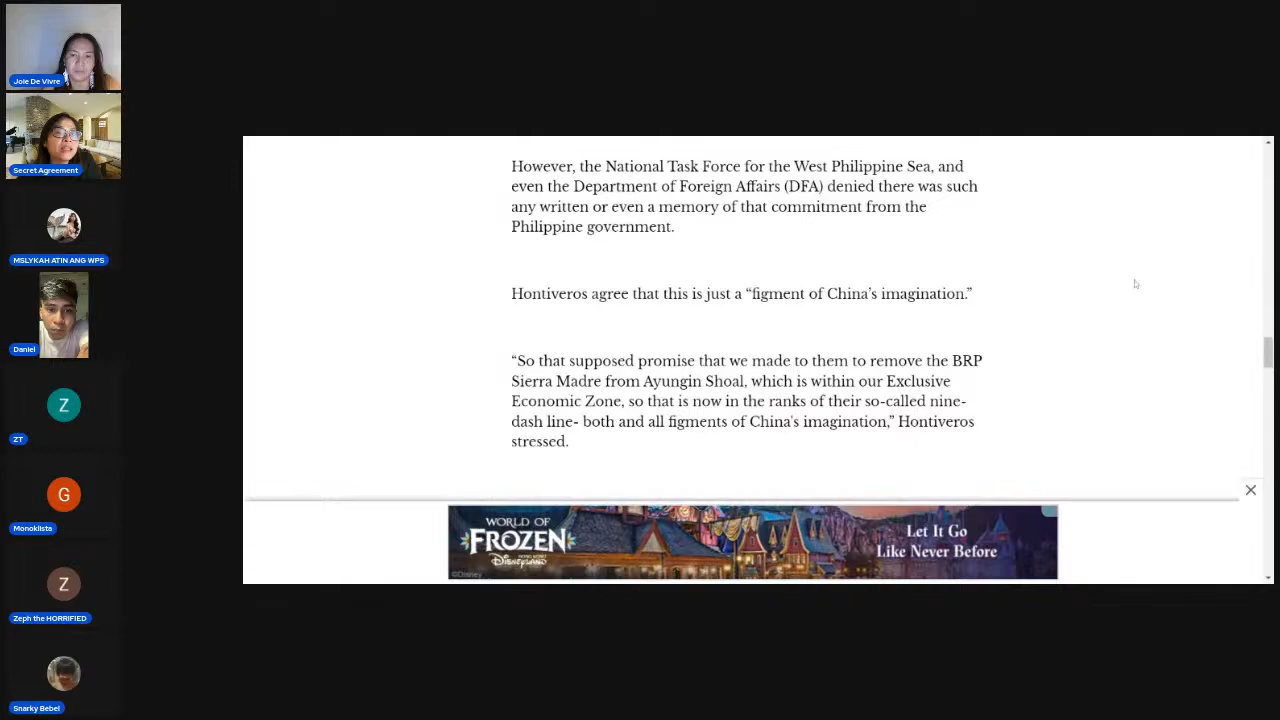 Joie De Vivre
Secret Agreement
MSLYKAH ATIN ANG WPS
Daniel
Z
ZT
G
Monoklista
Z
Zeph the HORRIFIED
Snarky Bebel
However, the National Task Force for the West Philippine Sea, and
even the Department of Foreign Affairs (DFA) denied there was such
any written or even a memory of that commitment from the
Philippine government.
Hontiveros agree that this is just a “figment of China’s imagination.”
“So that supposed promise that we made to them to remove the BRP
Sierra Madre from Ayungin Shoal, which is within our Exclusive
Economic Zone, so that is now in the ranks of their so-called nine-
dash line- both and all figments of China's imagination,” Hontiveros
stressed.
WORLD OF
FROZEN
DISNEYLAND
©Disney
Let It Go
Like Never Before